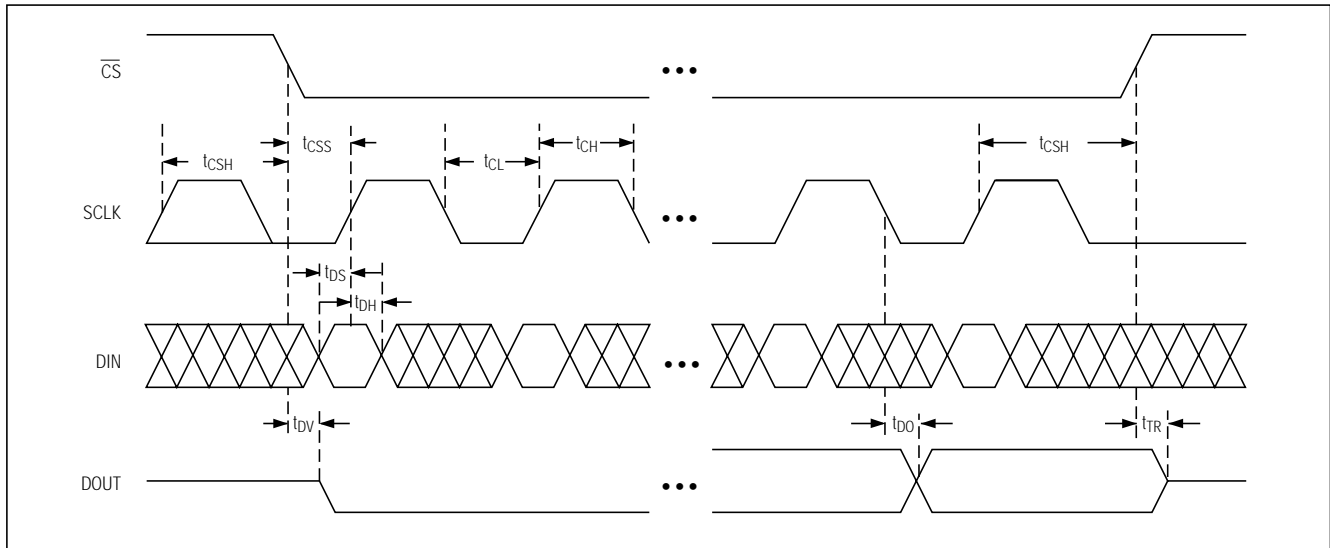 CS
tCSS
tCSH
tCL
tCH
tCSH
SCLK
tDS
tDH
DIN
tDV
tDO
tTR
DOUT